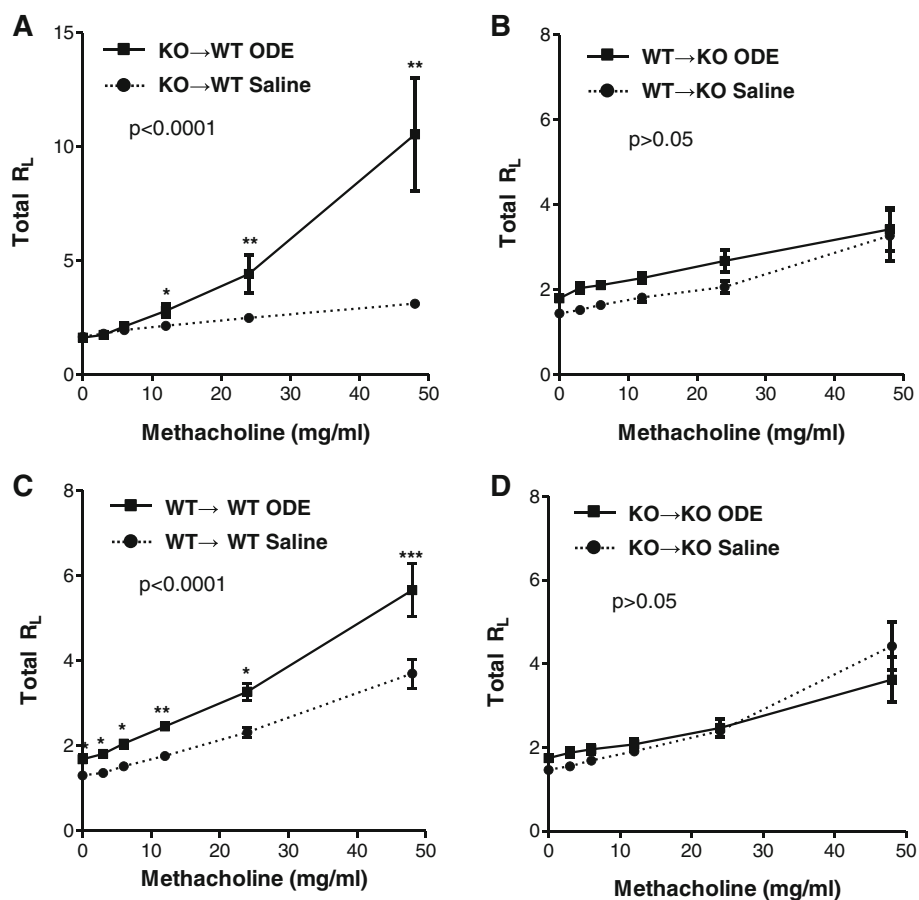 A
KO→WT ODE
KO→WT Saline
p<0.0001
**
**
*
15
10
5
0
Total R_L
0 10 20 30 40 50
Methacholine (mg/ml)
B
WT→KO ODE
WT→KO Saline
p>0.05
8
6
4
2
0
Total R_L
0 10 20 30 40 50
Methacholine (mg/ml)
C
WT→ WT ODE
WT→ WT Saline
p<0.0001
***
*
**
*
*
*
8
6
4
2
0
Total R_L
0 10 20 30 40 50
Methacholine (mg/ml)
D
KO→KO ODE
KO→KO Saline
p>0.05
8
6
4
2
0
Total R_L
0 10 20 30 40 50
Methacholine (mg/ml)